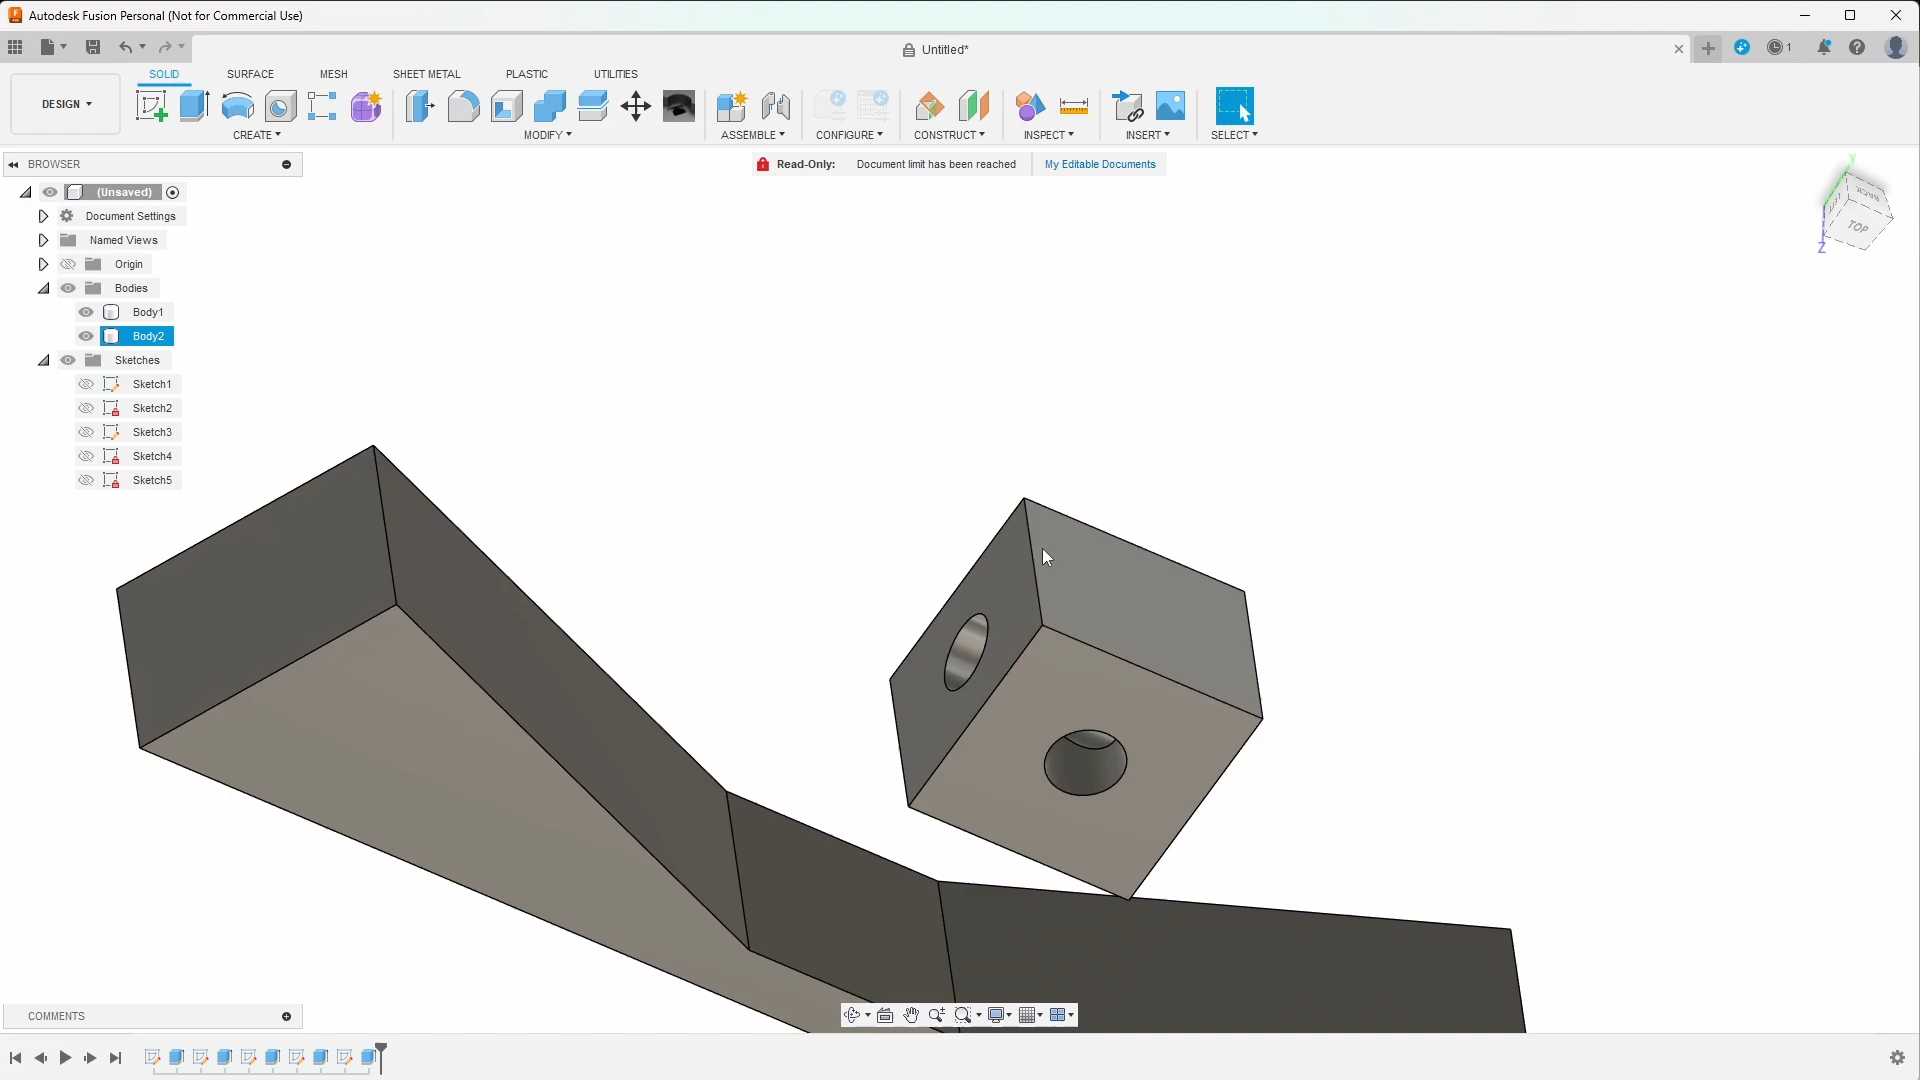 Autodesk Fusion Personal (Not for Commercial Use)
Untitled*
1
SOLID SURFACE MESH SHEET METAL PLASTIC UTILITIES
DESIGN
CREATE MODIFY ASSEMBLE CONFIGURE CONSTRUCT INSPECT INSERT SELECT
BROWSER
Read-Only: Document limit has been reached My Editable Documents
(Unsaved)
Document Settings
Named Views
Origin
Bodies
Body1
Body2
Sketches
Sketch1
Sketch2
Sketch3
Sketch4
Sketch5
Y
BACK
TOP
Z
COMMENTS